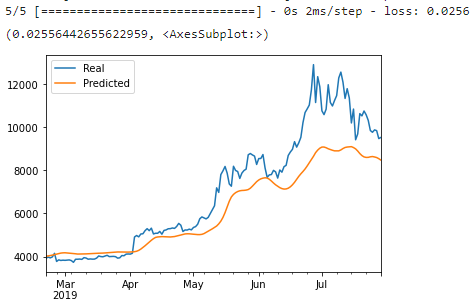 5/5 [==============================] - 0s 2ms/step - loss: 0.0256
(0.02556442655622959, <AxesSubplot:>)
Real
Predicted
12000
10000
8000
6000
4000
Mar Apr May Jun Jul
2019